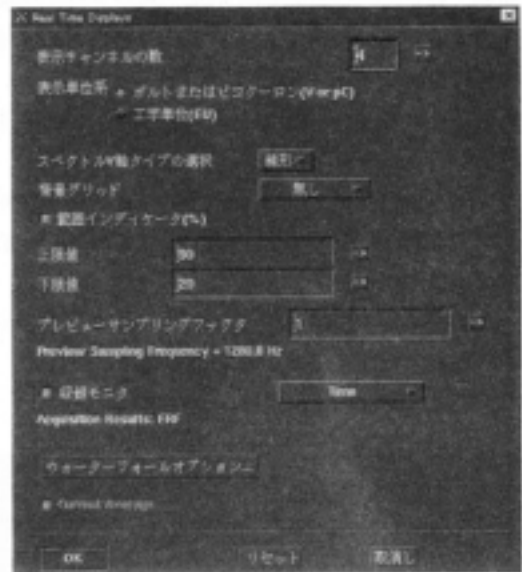 Real Time Displays
表示チャンネルの数 4
表示単位系 ボルトまたはピコクーロン(V or pC)
工学単位(EU)
スペクトルY軸タイプの選択 線形
背景グリッド 無し
範囲インディケータ(%)
上限値 90
下限値 20
プレビューサンプリングファクタ 1
Preview Sampling Frequency = 1280.0 Hz
収録モニタ Time
Acquisition Results: FRF
ウォーターフォールオプション...
Current Average
OK リセット 取消し